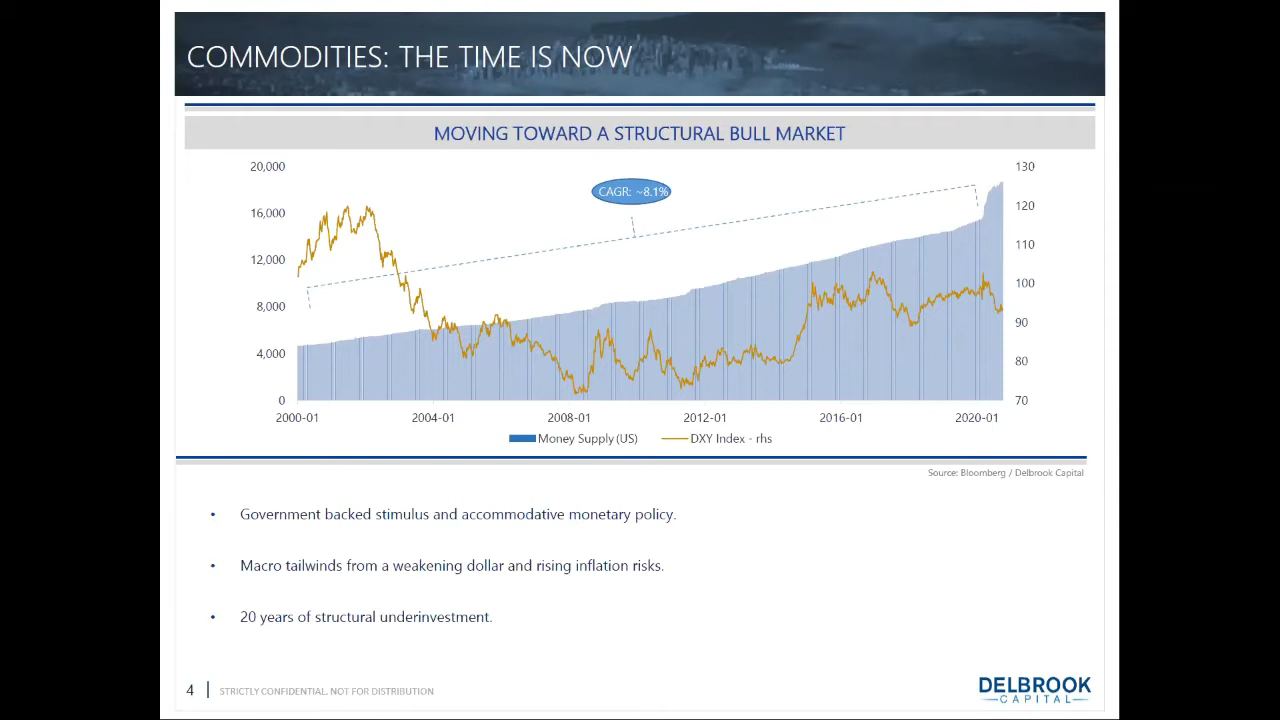 COMMODITIES: THE TIME IS NOW
MOVING TOWARD A STRUCTURAL BULL MARKET
20,000
16,000
12,000
8,000
4,000
0
CAGR: ~8.1%
130
120
110
100
90
80
70
2000-01 2004-01 2008-01 2012-01 2016-01 2020-01
Money Supply (US) DXY Index - rhs
Source: Bloomberg / Delbrook Capital
• Government backed stimulus and accommodative monetary policy.
• Macro tailwinds from a weakening dollar and rising inflation risks.
• 20 years of structural underinvestment.
4 | STRICTLY CONFIDENTIAL. NOT FOR DISTRIBUTION
DELBROOK
CAPITAL